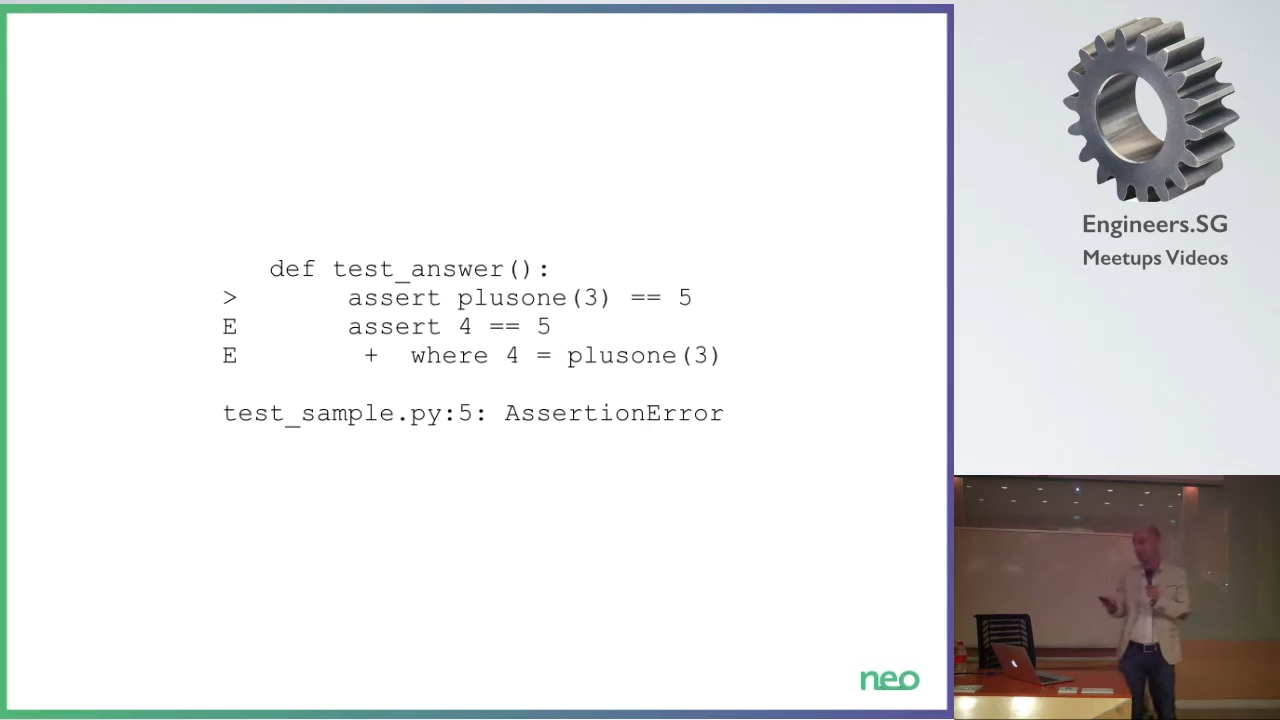 def test_answer():
> assert plusone(3) == 5
E assert 4 == 5
E + where 4 = plusone(3)
test_sample.py:5: AssertionError
neo
Engineers.SG
Meetups Videos